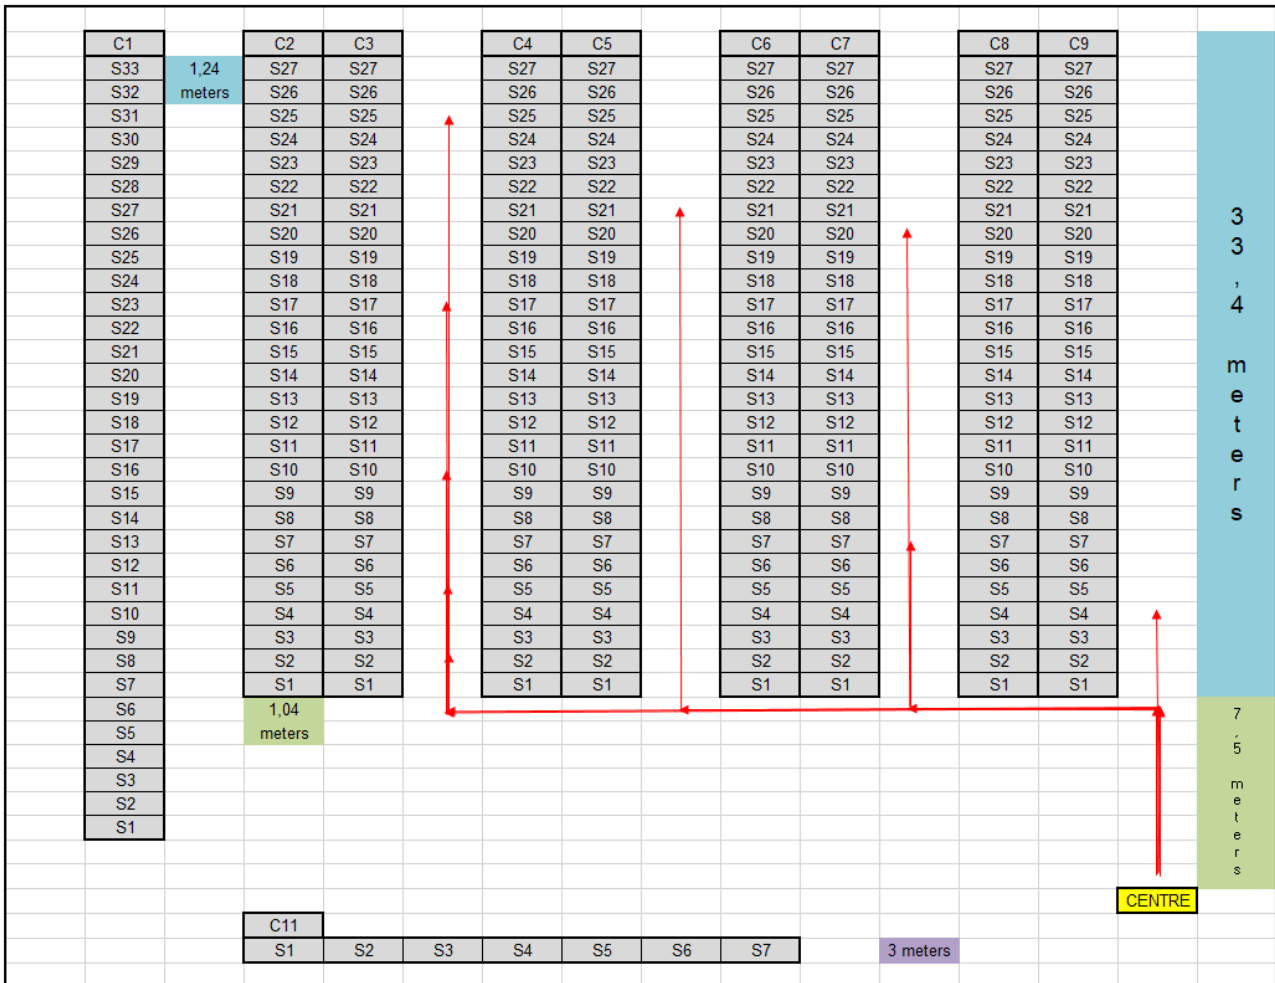 C1 C2 C3 C4 C5 C6 C7 C8 C9
S33 1,24 S27 S27 S27 S27 S27 S27 S27 S27
S32 meters S26 S26 S26 S26 S26 S26 S26 S26
S31 S25 S25 S25 S25 S25 S25 S25 S25
S30 S24 S24 S24 S24 S24 S24 S24 S24
S29 S23 S23 S23 S23 S23 S23 S23 S23
S28 S22 S22 S22 S22 S22 S22 S22 S22
S27 S21 S21 S21 S21 S21 S21 S21 S21
S26 S20 S20 S20 S20 S20 S20 S20 S20
S25 S19 S19 S19 S19 S19 S19 S19 S19
S24 S18 S18 S18 S18 S18 S18 S18 S18
S23 S17 S17 S17 S17 S17 S17 S17 S17
S22 S16 S16 S16 S16 S16 S16 S16 S16
S21 S15 S15 S15 S15 S15 S15 S15 S15
S20 S14 S14 S14 S14 S14 S14 S14 S14
S19 S13 S13 S13 S13 S13 S13 S13 S13
S18 S12 S12 S12 S12 S12 S12 S12 S12
S17 S11 S11 S11 S11 S11 S11 S11 S11
S16 S10 S10 S10 S10 S10 S10 S10 S10
S15 S9 S9 S9 S9 S9 S9 S9 S9
S14 S8 S8 S8 S8 S8 S8 S8 S8
S13 S7 S7 S7 S7 S7 S7 S7 S7
S12 S6 S6 S6 S6 S6 S6 S6 S6
S11 S5 S5 S5 S5 S5 S5 S5 S5
S10 S4 S4 S4 S4 S4 S4 S4 S4
S9 S3 S3 S3 S3 S3 S3 S3 S3
S8 S2 S2 S2 S2 S2 S2 S2 S2
S7 S1 S1 S1 S1 S1 S1 S1 S1
S6 1,04
S5 meters
S4
S3
S2
S1
33,4 meters
7,5 meters
CENTRE
C11
S1 S2 S3 S4 S5 S6 S7 3 meters